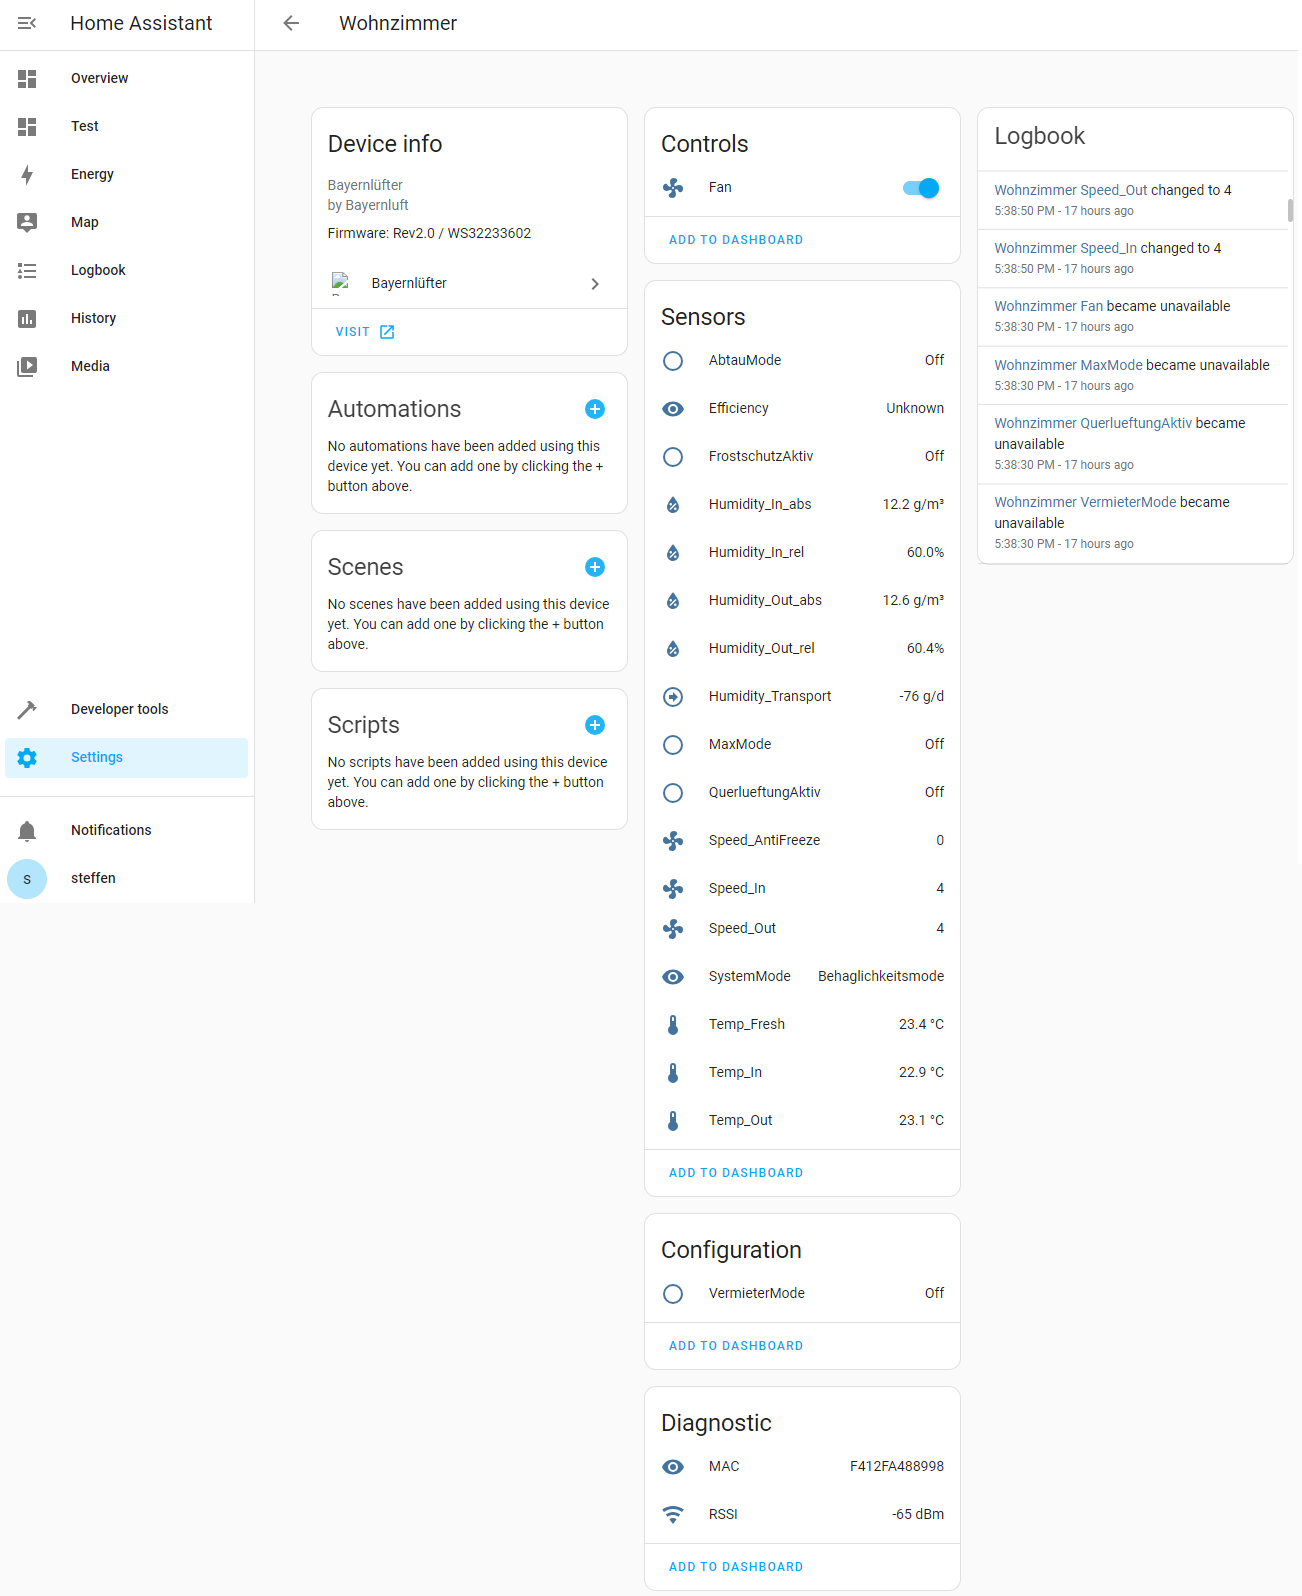 Home Assistant
Wohnzimmer
Overview
Test
Energy
Map
Logbook
History
Media
Developer tools
Settings
Notifications
s
steffen
Device info
Bayernlüfter
by Bayernluft
Firmware: Rev2.0 / WS32233602
Bayernlüfter
VISIT
Automations
No automations have been added using this
device yet. You can add one by clicking the +
button above.
Scenes
No scenes have been added using this device
yet. You can add one by clicking the + button
above.
Scripts
No scripts have been added using this device
yet. You can add one by clicking the + button
above.
Controls
Fan
ADD TO DASHBOARD
Sensors
AbtauMode Off
Efficiency Unknown
FrostschutzAktiv Off
Humidity_In_abs 12.2 g/m³
Humidity_In_rel 60.0%
Humidity_Out_abs 12.6 g/m³
Humidity_Out_rel 60.4%
Humidity_Transport -76 g/d
MaxMode Off
QuerlueftungAktiv Off
Speed_AntiFreeze 0
Speed_In 4
Speed_Out 4
SystemMode Behaglichkeitsmode
Temp_Fresh 23.4 °C
Temp_In 22.9 °C
Temp_Out 23.1 °C
ADD TO DASHBOARD
Configuration
VermieterMode Off
ADD TO DASHBOARD
Diagnostic
MAC F412FA488998
RSSI -65 dBm
ADD TO DASHBOARD
Logbook
Wohnzimmer Speed_Out changed to 4
5:38:50 PM - 17 hours ago
Wohnzimmer Speed_In changed to 4
5:38:50 PM - 17 hours ago
Wohnzimmer Fan became unavailable
5:38:30 PM - 17 hours ago
Wohnzimmer MaxMode became unavailable
5:38:30 PM - 17 hours ago
Wohnzimmer QuerlueftungAktiv became
unavailable
5:38:30 PM - 17 hours ago
Wohnzimmer VermieterMode became
unavailable
5:38:30 PM - 17 hours ago